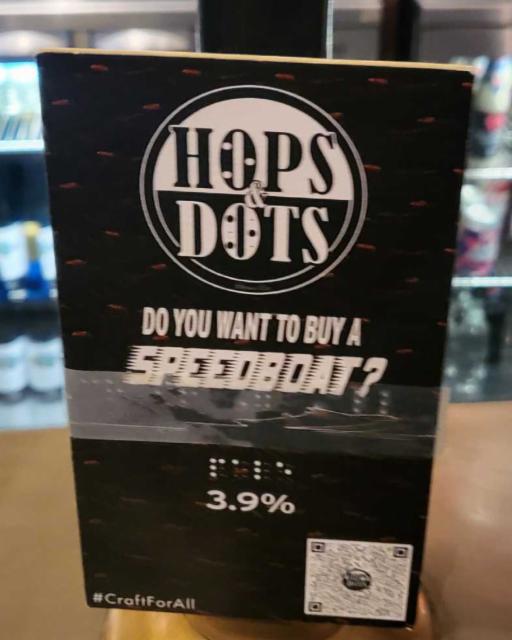 HOPS
&
DOTS
DO YOU WANT TO BUY A
SPEEDBOAT?
3.9%
#CraftForAll